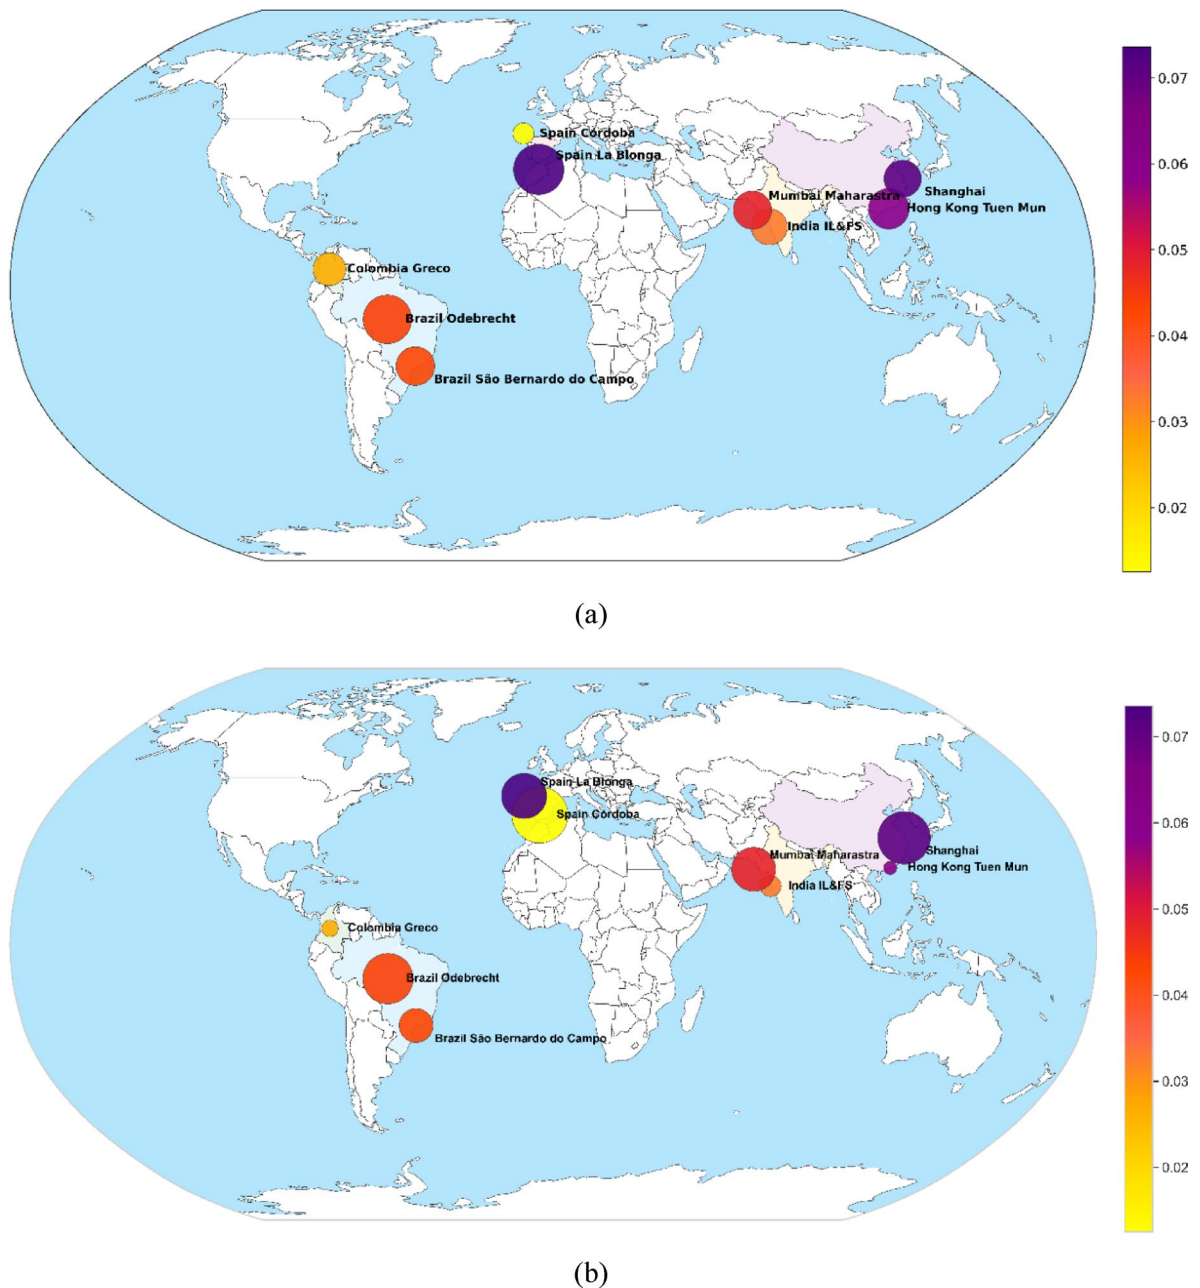 0.07
Spain Córdoba
Spain La Blonga
0.06
Mumbai Maharastra
Shanghai
Hong Kong Tuen Mun
India IL&FS
0.05
Colombia Greco
Brazil Odebrecht
0.04
Brazil São Bernardo do Campo
0.03
0.02
(a)
0.07
Spain La Blonga
Spain Córdoba
0.06
Mumbai Maharastra
Shanghai
Hong Kong Tuen Mun
India IL&FS
0.05
Colombia Greco
Brazil Odebrecht
0.04
Brazil São Bernardo do Campo
0.03
0.02
(b)